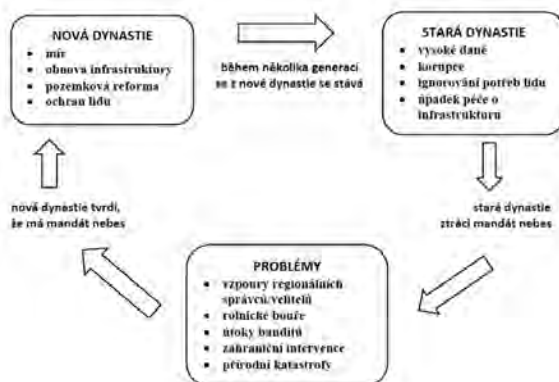 NOVÁ DYNASTIE
mír
obnova infrastruktury
pozemková reforma
ochran lidu
během několika generací
se z nové dynastie se stává
STARÁ DYNASTIE
vysoké daně
korupce
ignorování potřeb lidu
úpadek péče o
infrastrukturu
stará dynastie
ztrácí mandát nebes
PROBLÉMY
vzpoury regionálních
správců/velitelů
rolnické bouře
útoky banditů
zahraniční intervence
přírodní katastrofy
nová dynastie tvrdí,
že má mandát nebes